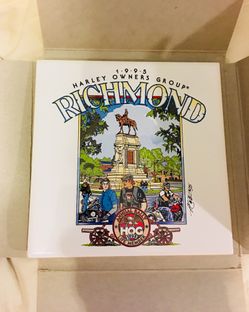 1995
HARLEY OWNERS GROUP®
RICHMOND
HOG